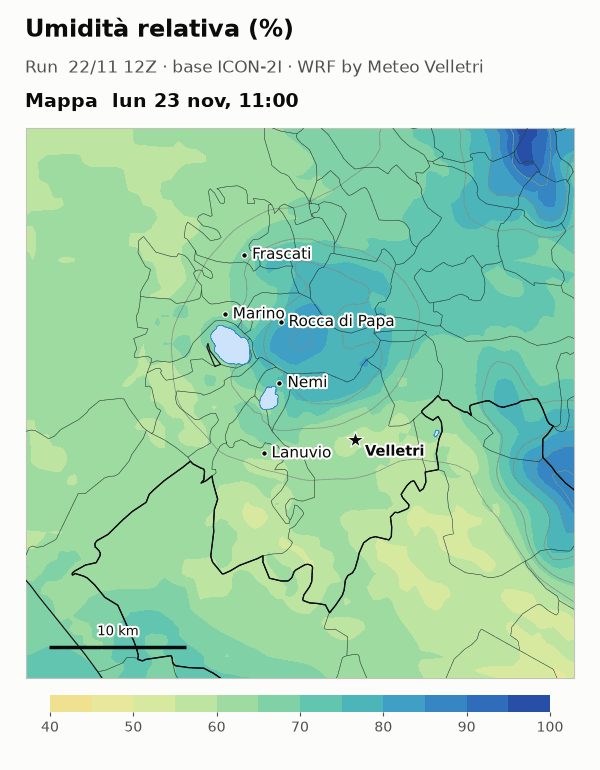 Umidità relativa (%)
Run  22/11 12Z · base ICON-2I · WRF by Meteo Velletri
Mappa  lun 23 nov, 11:00
Frascati
Marino
Rocca di Papa
Nemi
Velletri
Lanuvio
10 km
40 50 60 70 80 90 100